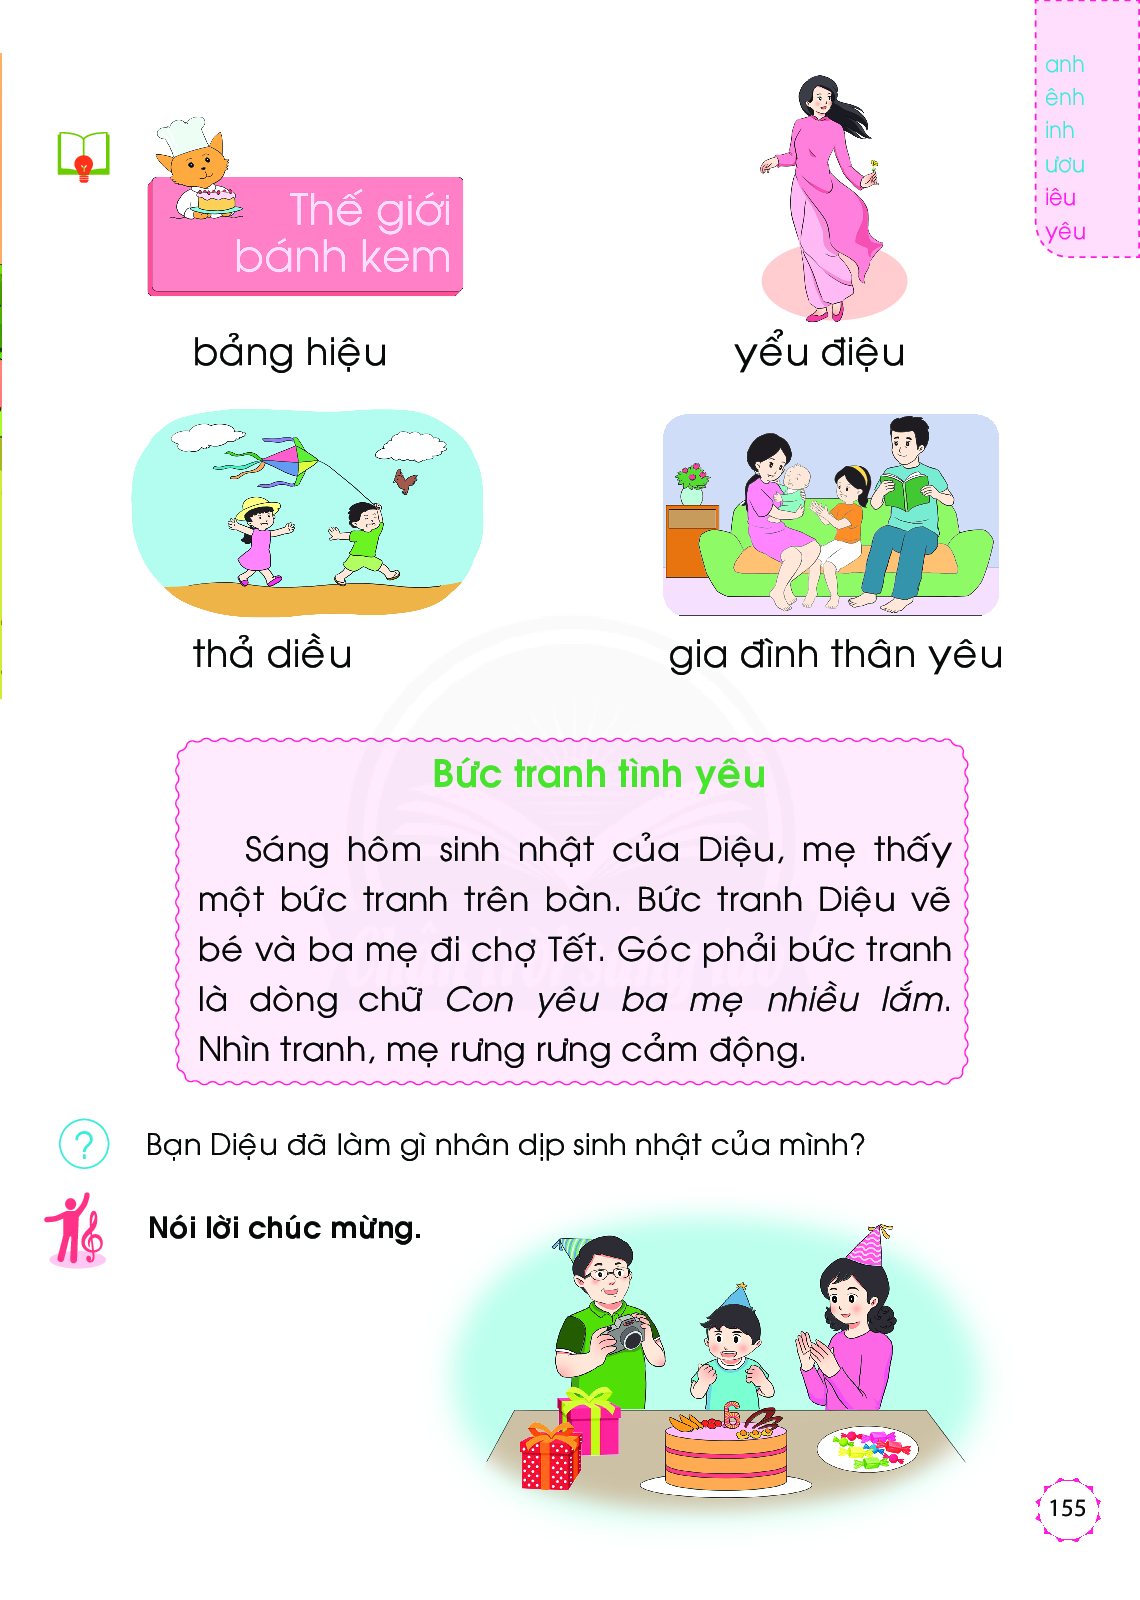 anh
ênh
inh
ươu
iêu
yêu
Thế giới
bánh kem
bảng hiệu
yểu điệu
thả diều
gia đình thân yêu
Bức tranh tình yêu
Sáng hôm sinh nhật của Diệu, mẹ thấy
một bức tranh trên bàn. Bức tranh Diệu vẽ
bé và ba mẹ đi chợ Tết. Góc phải bức tranh
là dòng chữ Con yêu ba mẹ nhiều lắm.
Nhìn tranh, mẹ rưng rưng cảm động.
?
Bạn Diệu đã làm gì nhân dịp sinh nhật của mình?
Nói lời chúc mừng.
6
155